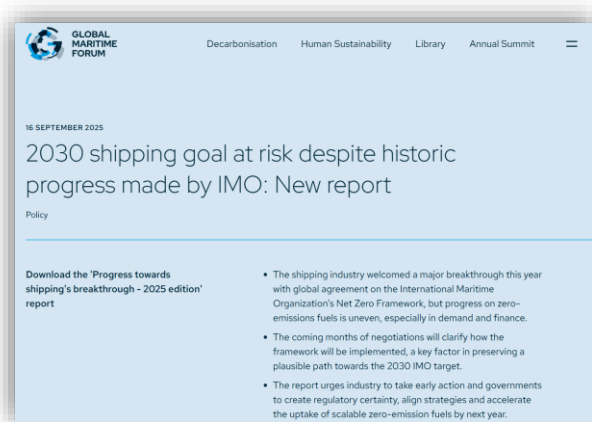 GLOBAL
MARITIME
FORUM
Decarbonisation Human Sustainability Library Annual Summit
16 SEPTEMBER 2025
2030 shipping goal at risk despite historic
progress made by IMO: New report
Policy
Download the 'Progress towards
shipping's breakthrough - 2025 edition'
report
• The shipping industry welcomed a major breakthrough this year
with global agreement on the International Maritime
Organization's Net Zero Framework, but progress on zero-
emissions fuels is uneven, especially in demand and finance.
• The coming months of negotiations will clarify how the
framework will be implemented, a key factor in preserving a
plausible path towards the 2030 IMO target.
• The report urges industry to take early action and governments
to create regulatory certainty, align strategies and accelerate
the uptake of scalable zero-emission fuels by next year.